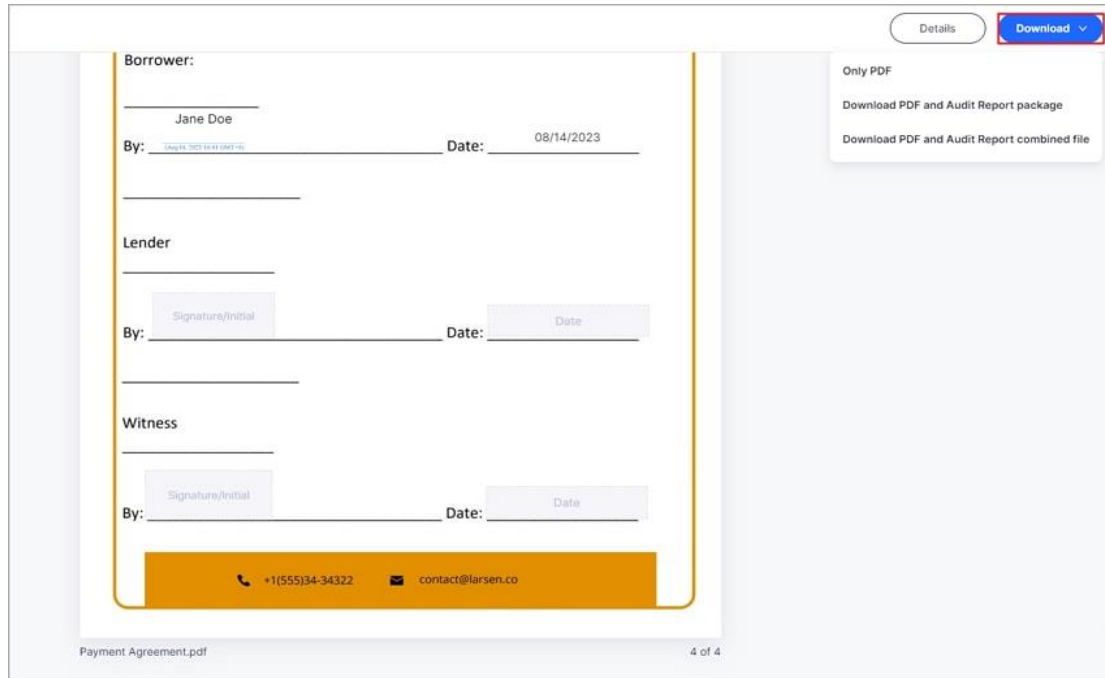 Details
Download
Only PDF
Download PDF and Audit Report package
Download PDF and Audit Report combined file
Borrower:
Jane Doe
By: Date: 08/14/2023
Lender
Signature/Initial
Date
By: Date:
Witness
Signature/Initial
Date
By: Date:
+1(555)34-34322 contact@larsen.co
Payment Agreement.pdf 4 of 4